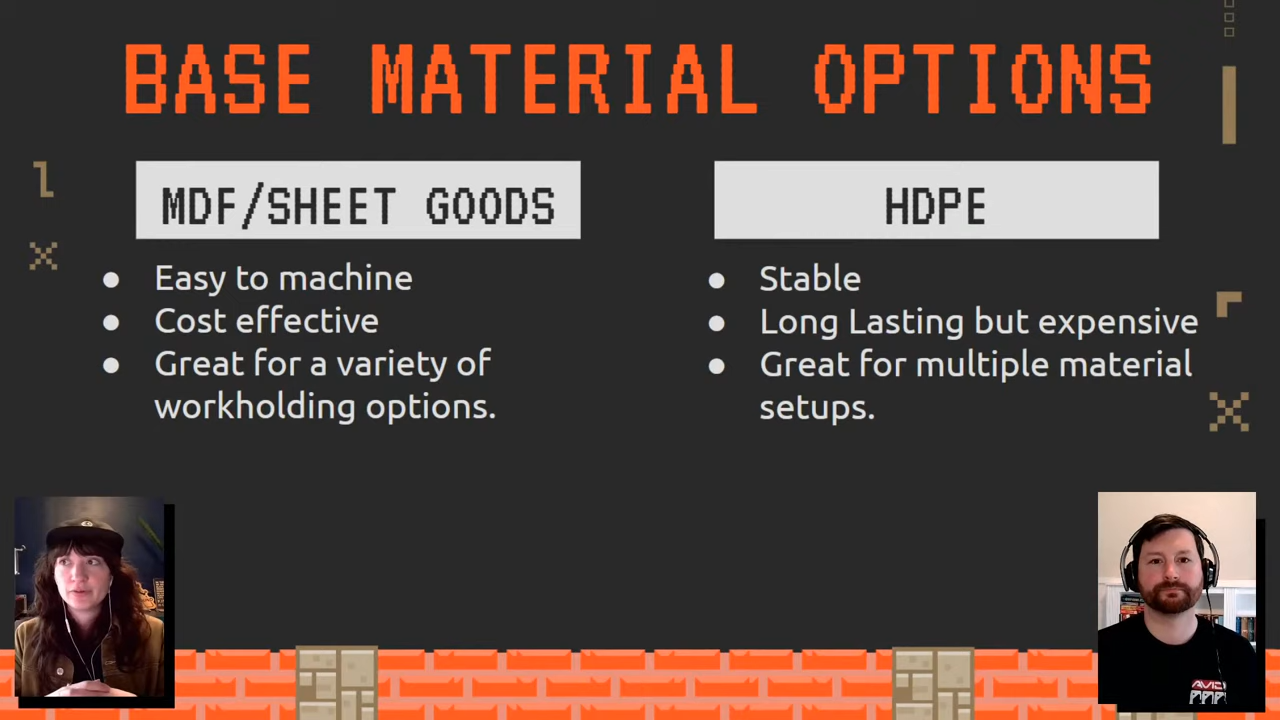 BASE MATERIAL OPTIONS
MDF/SHEET GOODS
● Easy to machine
● Cost effective
● Great for a variety of
workholding options.
HDPE
● Stable
● Long Lasting but expensive
● Great for multiple material
setups.